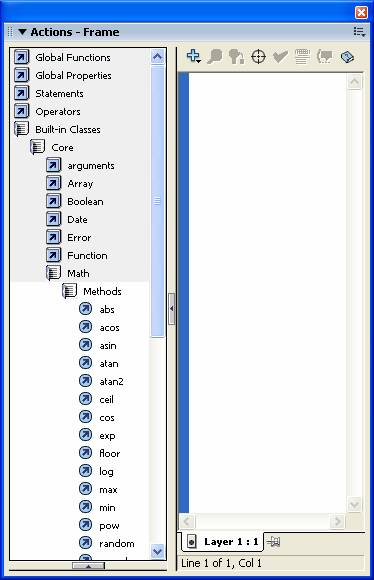 Actions - Frame
Global Functions
Global Properties
Statements
Operators
Built-in Classes
Core
arguments
Array
Boolean
Date
Error
Function
Math
Methods
abs
acos
asin
atan
atan2
ceil
cos
exp
floor
log
max
min
pow
random
Layer 1 : 1
Line 1 of 1, Col 1